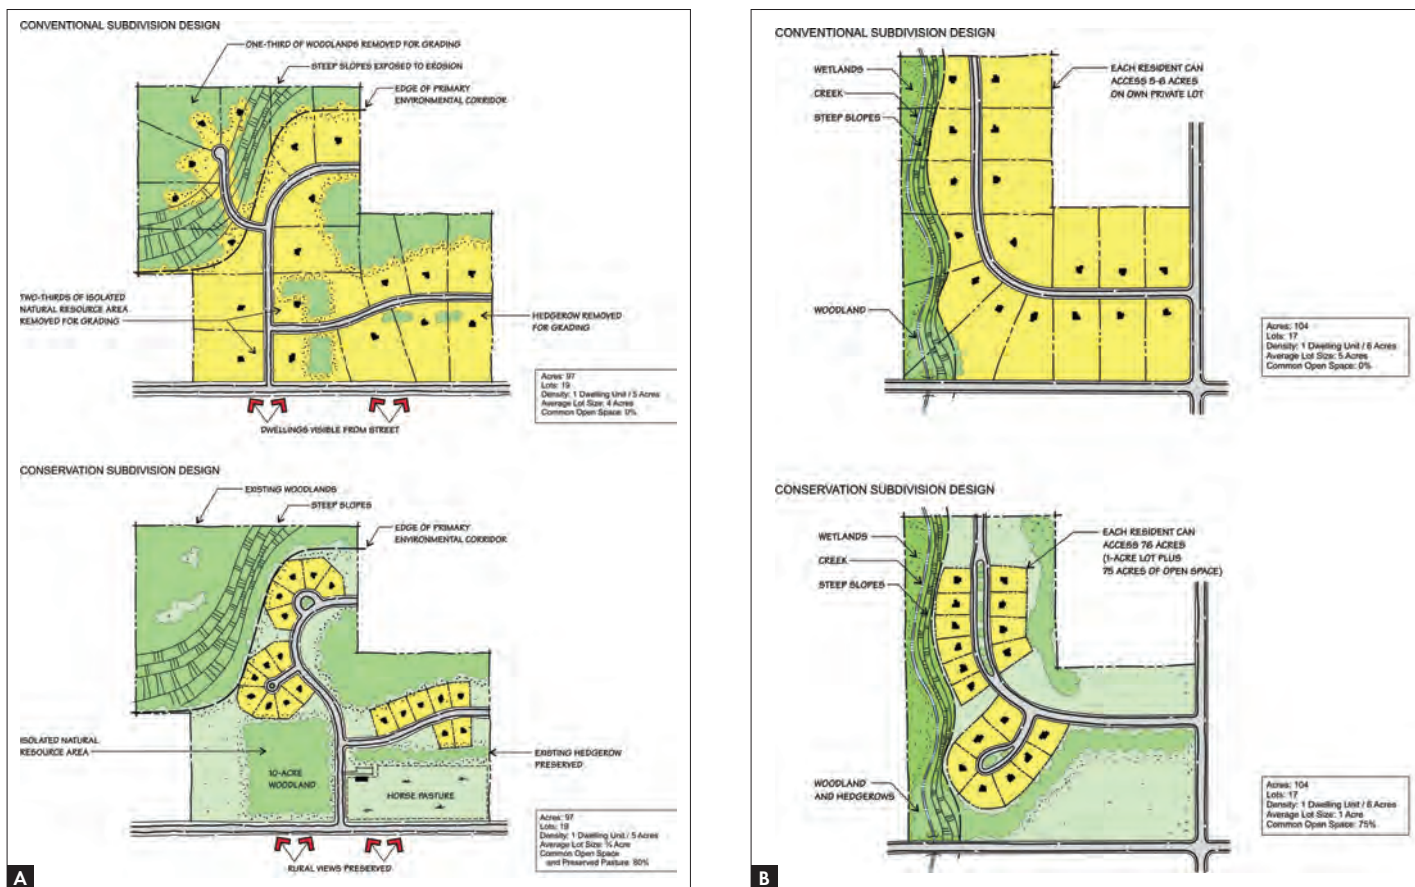 CONVENTIONAL SUBDIVISION DESIGN
ONE-THIRD OF WOODLANDS REMOVED FOR GRADING
STEEP SLOPES EXPOSED TO EROSION
EDGE OF PRIMARY
ENVIRONMENTAL CORRIDOR
TWO-THIRDS OF ISOLATED
NATURAL RESOURCE AREA
REMOVED FOR GRADING
HEDGEROW REMOVED
FOR GRADING
Acres: 97
Lots: 19
Density: 1 Dwelling Unit / 5 Acres
Average Lot Size: 4 Acres
Common Open Space: 0%
DWELLINGS VISIBLE FROM STREET
CONSERVATION SUBDIVISION DESIGN
EXISTING WOODLANDS
STEEP SLOPES
EDGE OF PRIMARY
ENVIRONMENTAL CORRIDOR
ISOLATED NATURAL
RESOURCE AREA
10-ACRE
WOODLAND
EXISTING HEDGEROW
PRESERVED
HORSE PASTURE
Acres: 97
Lots: 19
Density: 1 Dwelling Unit / 5 Acres
Average Lot Size: ¾ Acre
Common Open Space
and Preserved Pasture: 80%
RURAL VIEWS PRESERVED
A
CONVENTIONAL SUBDIVISION DESIGN
WETLANDS
CREEK
STEEP SLOPES
EACH RESIDENT CAN
ACCESS 5-6 ACRES
ON OWN PRIVATE LOT
WOODLAND
Acres: 104
Lots: 17
Density: 1 Dwelling Unit / 6 Acres
Average Lot Size: 5 Acres
Common Open Space: 0%
CONSERVATION SUBDIVISION DESIGN
WETLANDS
CREEK
STEEP SLOPES
EACH RESIDENT CAN
ACCESS 76 ACRES
(1-ACRE LOT PLUS
75 ACRES OF OPEN SPACE)
WOODLAND
AND HEDGEROWS
Acres: 104
Lots: 17
Density: 1 Dwelling Unit / 6 Acres
Average Lot Size: 1 Acre
Common Open Space: 75%
B